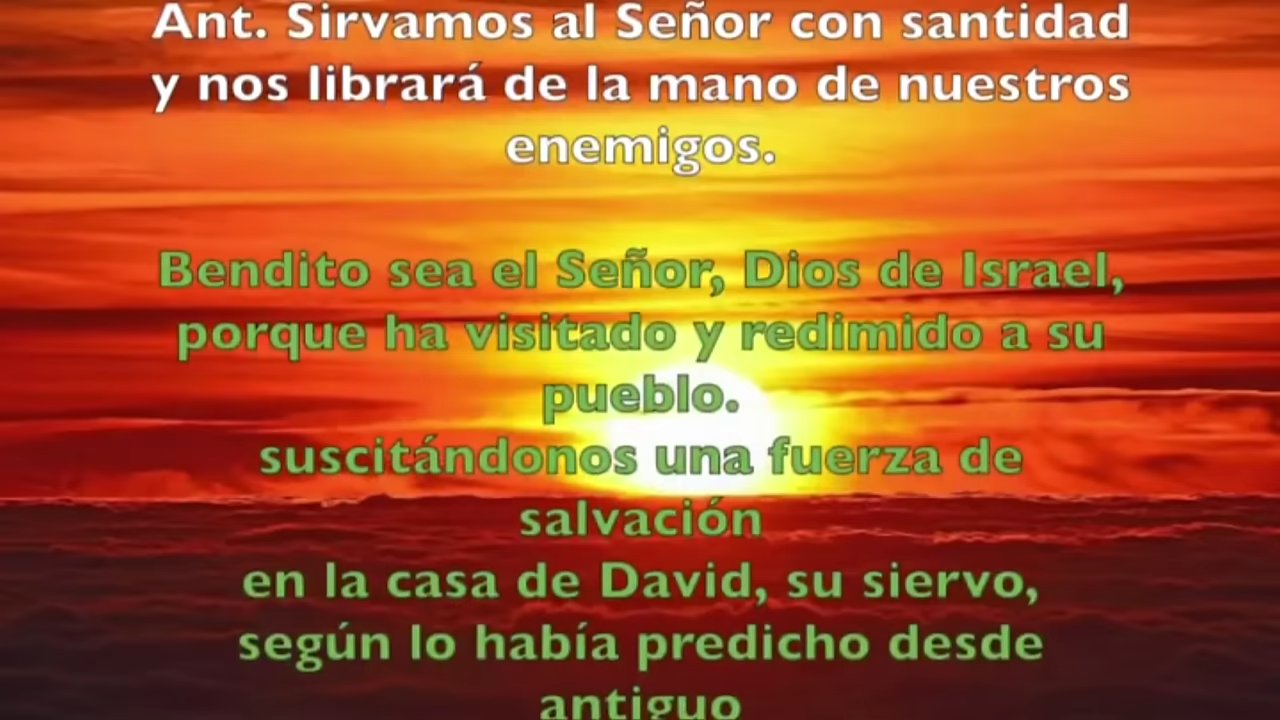 Ant. Sirvamos al Señor con santidad
y nos librará de la mano de nuestros
enemigos.
Bendito sea el Señor, Dios de Israel,
porque ha visitado y redimido a su
pueblo.
suscitándonos una fuerza de
salvación
en la casa de David, su siervo,
según lo había predicho desde
antiguo